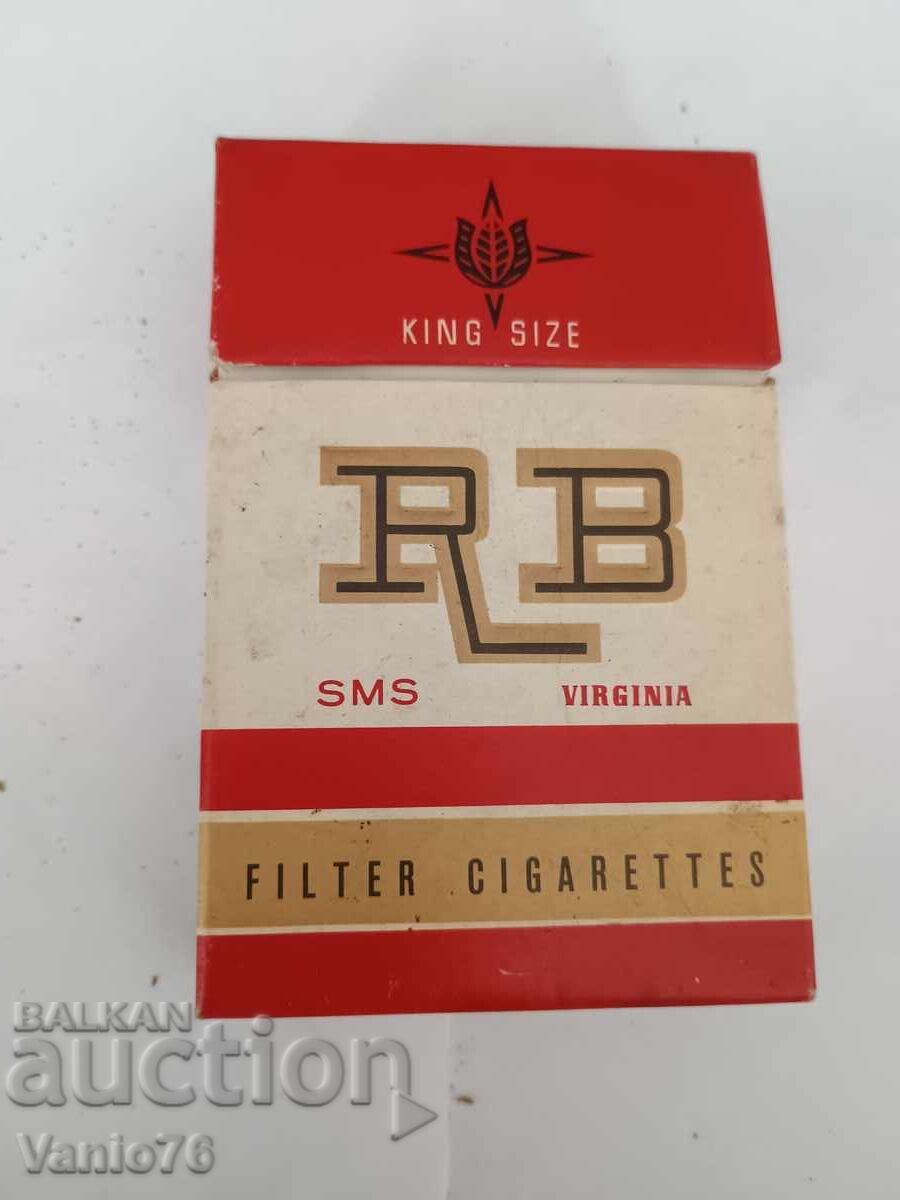 KING SIZE
RB
SMS VIRGINIA
FILTER CIGARETTES
BALKAN
auction
Vanio76